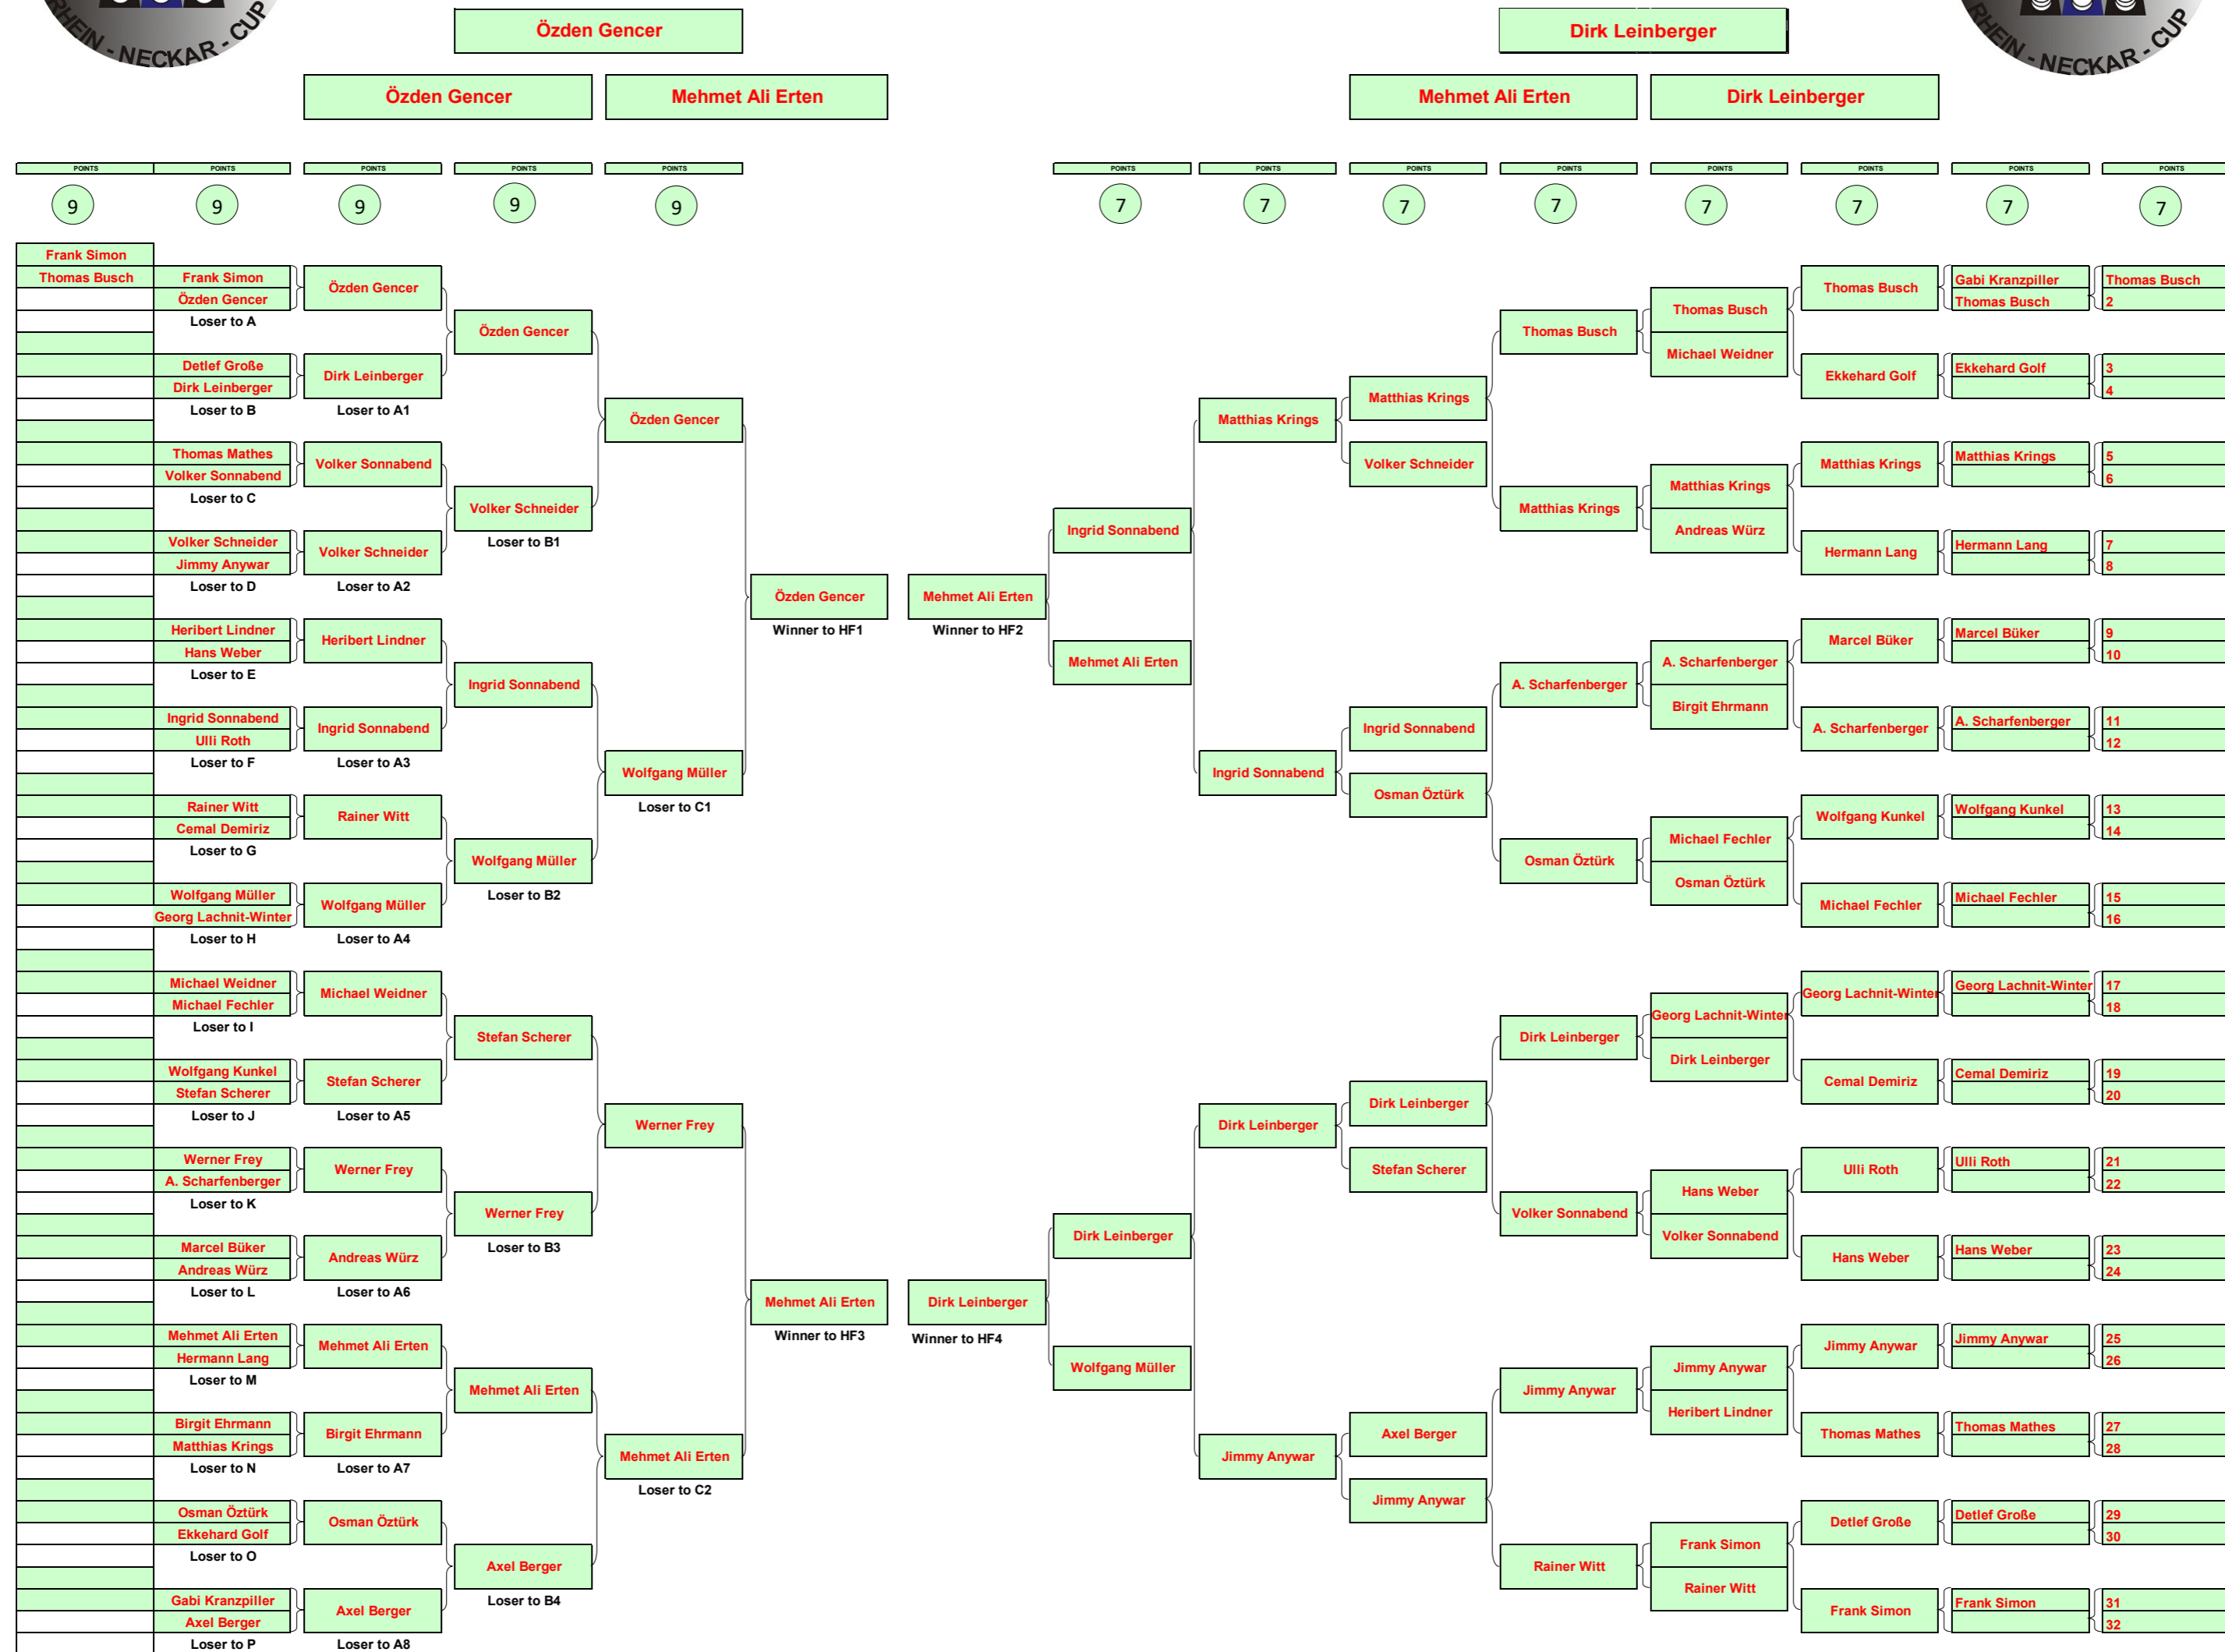 RHEIN - NECKAR - CUP
RHEIN - NECKAR - CUP
Özden Gencer
Dirk Leinberger
Özden Gencer Mehmet Ali Erten
Mehmet Ali Erten Dirk Leinberger
POINTS POINTS POINTS POINTS POINTS
POINTS POINTS POINTS POINTS POINTS POINTS POINTS POINTS
9 9 9 9 9
7 7 7 7 7 7 7 7
Frank Simon
Thomas Busch
Frank Simon
Özden Gencer
Loser to A
Detlef Große
Dirk Leinberger
Loser to B
Thomas Mathes
Volker Sonnabend
Loser to C
Volker Schneider
Jimmy Anywar
Loser to D
Heribert Lindner
Hans Weber
Loser to E
Ingrid Sonnabend
Ulli Roth
Loser to F
Rainer Witt
Cemal Demiriz
Loser to G
Wolfgang Müller
Georg Lachnit-Winter
Loser to H
Michael Weidner
Michael Fechler
Loser to I
Wolfgang Kunkel
Stefan Scherer
Loser to J
Werner Frey
A. Scharfenberger
Loser to K
Marcel Büker
Andreas Würz
Loser to L
Mehmet Ali Erten
Hermann Lang
Loser to M
Birgit Ehrmann
Matthias Krings
Loser to N
Osman Öztürk
Ekkehard Golf
Loser to O
Gabi Kranzpiller
Axel Berger
Loser to P
Özden Gencer
Dirk Leinberger
Loser to A1
Volker Sonnabend
Volker Schneider
Loser to A2
Heribert Lindner
Ingrid Sonnabend
Loser to A3
Rainer Witt
Wolfgang Müller
Loser to A4
Michael Weidner
Stefan Scherer
Loser to A5
Werner Frey
Andreas Würz
Loser to A6
Mehmet Ali Erten
Birgit Ehrmann
Loser to A7
Osman Öztürk
Axel Berger
Loser to A8
Özden Gencer
Volker Schneider
Loser to B1
Ingrid Sonnabend
Wolfgang Müller
Loser to B2
Stefan Scherer
Werner Frey
Loser to B3
Mehmet Ali Erten
Axel Berger
Loser to B4
Özden Gencer
Wolfgang Müller
Loser to C1
Werner Frey
Mehmet Ali Erten
Loser to C2
Özden Gencer
Winner to HF1
Mehmet Ali Erten
Winner to HF3
Mehmet Ali Erten
Winner to HF2
Dirk Leinberger
Winner to HF4
Ingrid Sonnabend
Mehmet Ali Erten
Dirk Leinberger
Wolfgang Müller
Matthias Krings
Ingrid Sonnabend
Dirk Leinberger
Jimmy Anywar
Matthias Krings
Volker Schneider
Ingrid Sonnabend
Osman Öztürk
Dirk Leinberger
Stefan Scherer
Axel Berger
Jimmy Anywar
Thomas Busch
Matthias Krings
A. Scharfenberger
Osman Öztürk
Dirk Leinberger
Volker Sonnabend
Jimmy Anywar
Rainer Witt
Thomas Busch
Michael Weidner
Matthias Krings
Andreas Würz
A. Scharfenberger
Birgit Ehrmann
Michael Fechler
Osman Öztürk
Georg Lachnit-Winter
Dirk Leinberger
Hans Weber
Volker Sonnabend
Jimmy Anywar
Heribert Lindner
Frank Simon
Rainer Witt
Thomas Busch
Ekkehard Golf
Matthias Krings
Hermann Lang
Marcel Büker
A. Scharfenberger
Wolfgang Kunkel
Michael Fechler
Georg Lachnit-Winter
Cemal Demiriz
Ulli Roth
Hans Weber
Jimmy Anywar
Thomas Mathes
Detlef Große
Frank Simon
Gabi Kranzpiller
Thomas Busch
Ekkehard Golf
Matthias Krings
Hermann Lang
Marcel Büker
A. Scharfenberger
Wolfgang Kunkel
Michael Fechler
Georg Lachnit-Winter
Cemal Demiriz
Ulli Roth
Hans Weber
Jimmy Anywar
Thomas Mathes
Detlef Große
Frank Simon
Thomas Busch
2
3
4
5
6
7
8
9
10
11
12
13
14
15
16
17
18
19
20
21
22
23
24
25
26
27
28
29
30
31
32